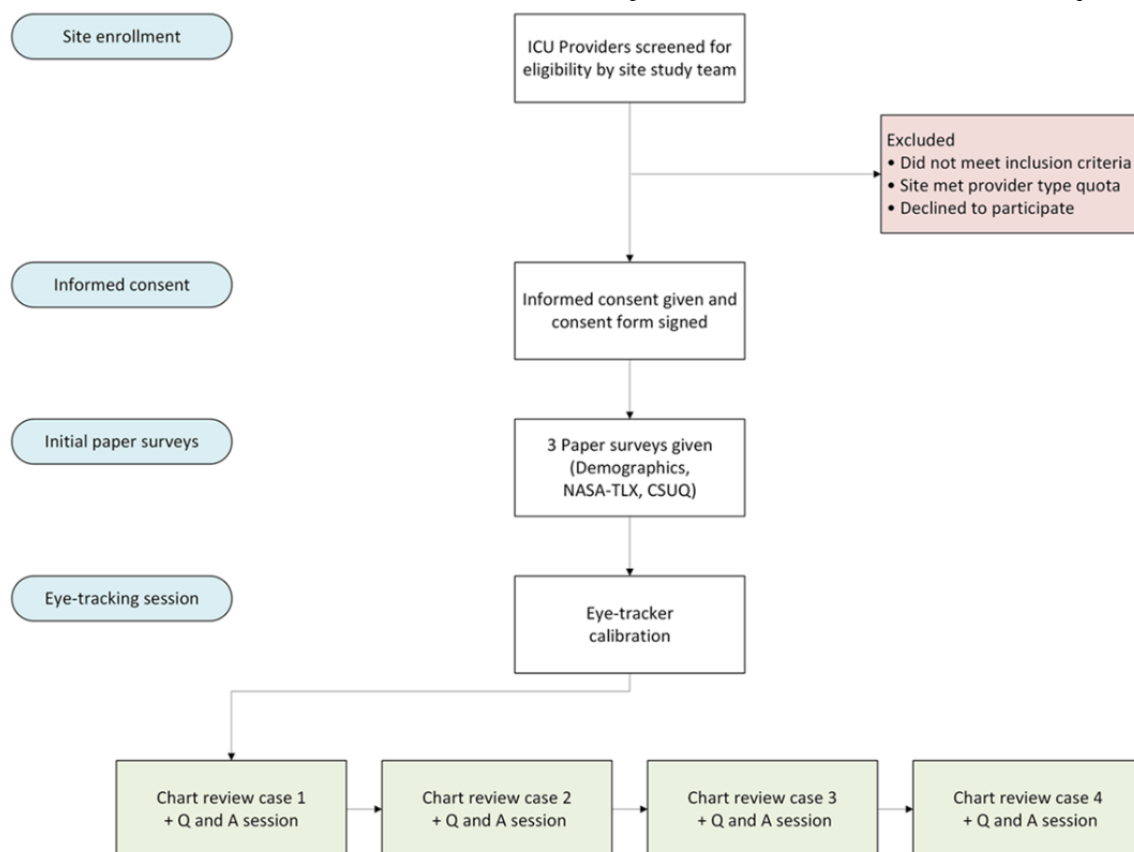 Site enrollment
ICU Providers screened for
eligibility by site study team
Excluded
• Did not meet inclusion criteria
• Site met provider type quota
• Declined to participate
Informed consent
Informed consent given and
consent form signed
Initial paper surveys
3 Paper surveys given
(Demographics,
NASA-TLX, CSUQ)
Eye-tracking session
Eye-tracker
calibration
Chart review case 1
+ Q and A session
Chart review case 2
+ Q and A session
Chart review case 3
+ Q and A session
Chart review case 4
+ Q and A session